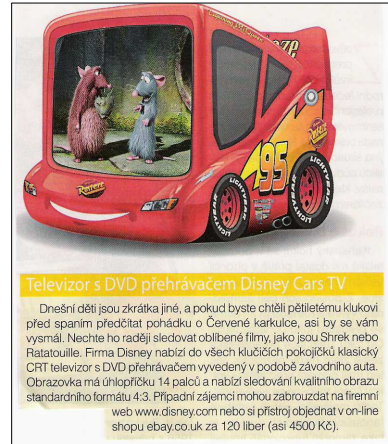 95
LIGHTYEAR
LIGHTYEAR
LIGHTYEAR
LIGHTYEAR
Televizor s DVD přehrávačem Disney Cars TV
Dnešní děti jsou zkrátka jiné, a pokud byste chtěli pětiletému klukovi
před spaním předčítat pohádku o Červené karkulce, asi by se vám
vysmál. Nechte ho raději sledovat oblíbené filmy, jako jsou Shrek nebo
Ratatouille. Firma Disney nabízí do všech klučičích pokojíčků klasický
CRT televizor s DVD přehrávačem vyvedený v podobě závodního auta.
Obrazovka má úhlopříčku 14 palců a nabízí sledování kvalitního obrazu
standardního formátu 4:3. Případní zájemci mohou zabrouzdat na firemní
web www.disney.com nebo si přístroj objednat v on-line
shopu ebay.co.uk za 120 liber (asi 4500 Kč).